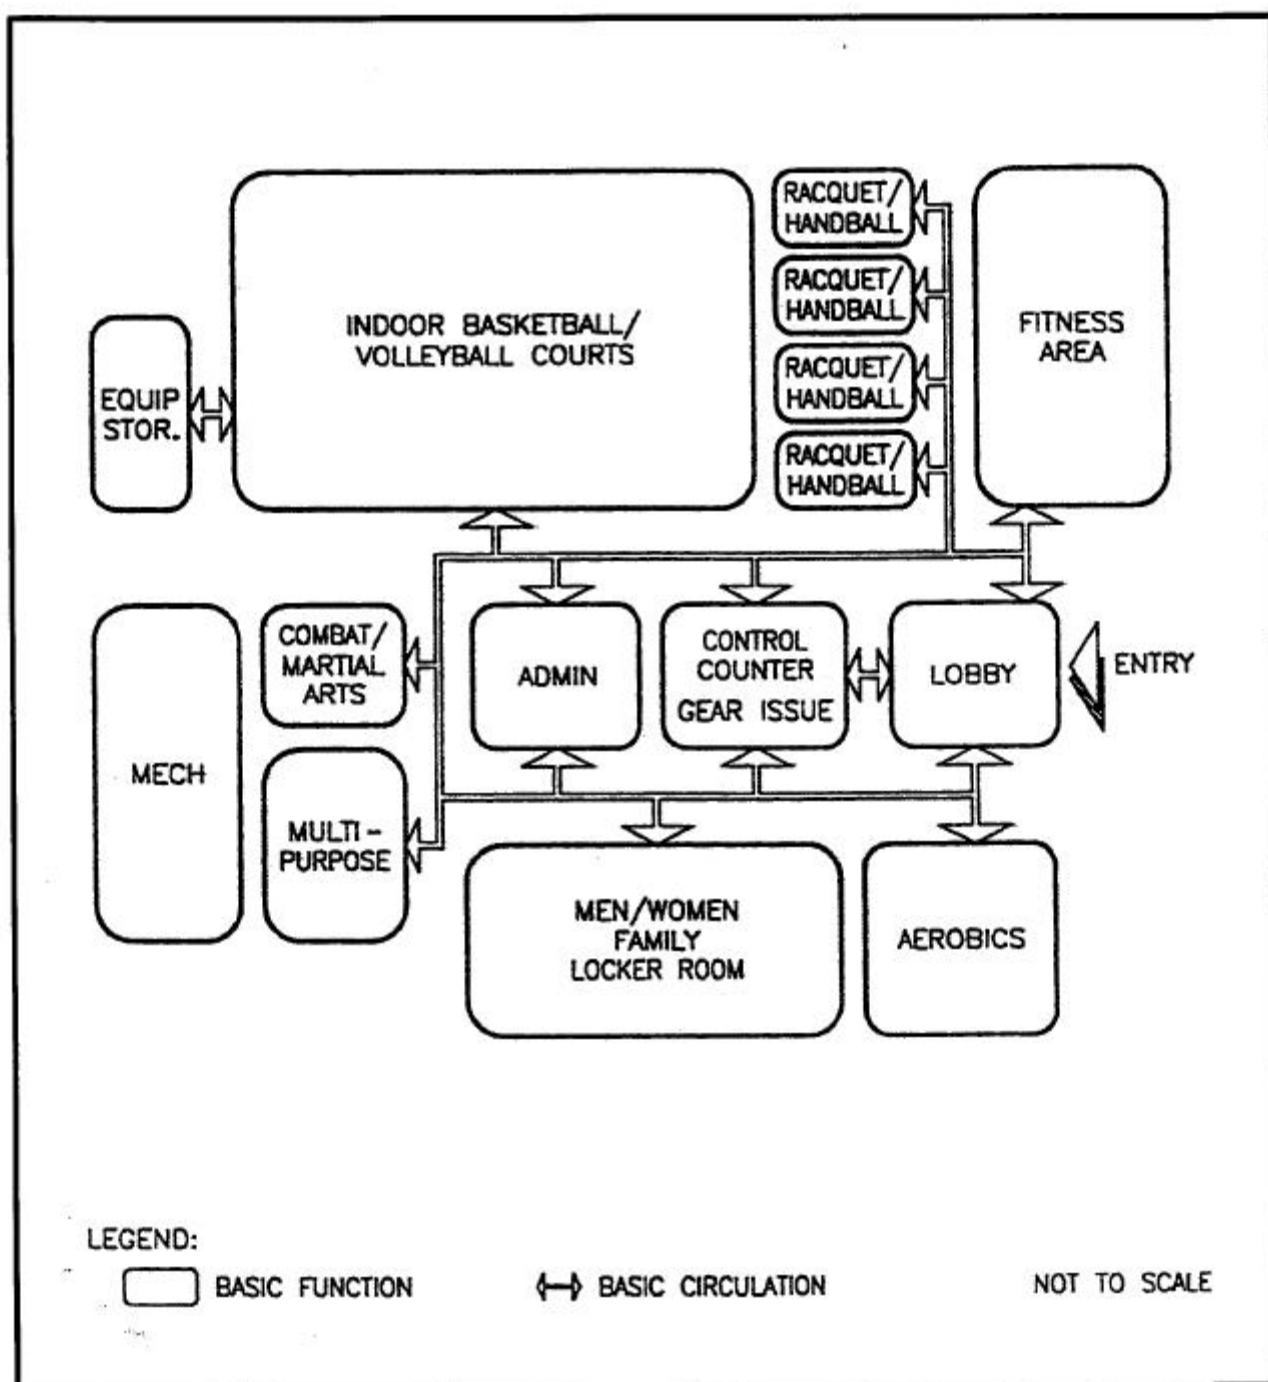 INDOOR BASKETBALL/
VOLLEYBALL COURTS
RACQUET/
HANDBALL
RACQUET/
HANDBALL
RACQUET/
HANDBALL
RACQUET/
HANDBALL
FITNESS
AREA
EQUIP
STOR.
MECH
COMBAT/
MARTIAL
ARTS
MULTI-
PURPOSE
ADMIN
CONTROL
COUNTER
GEAR ISSUE
LOBBY
ENTRY
MEN/WOMEN
FAMILY
LOCKER ROOM
AEROBICS
LEGEND:
BASIC FUNCTION
BASIC CIRCULATION
NOT TO SCALE